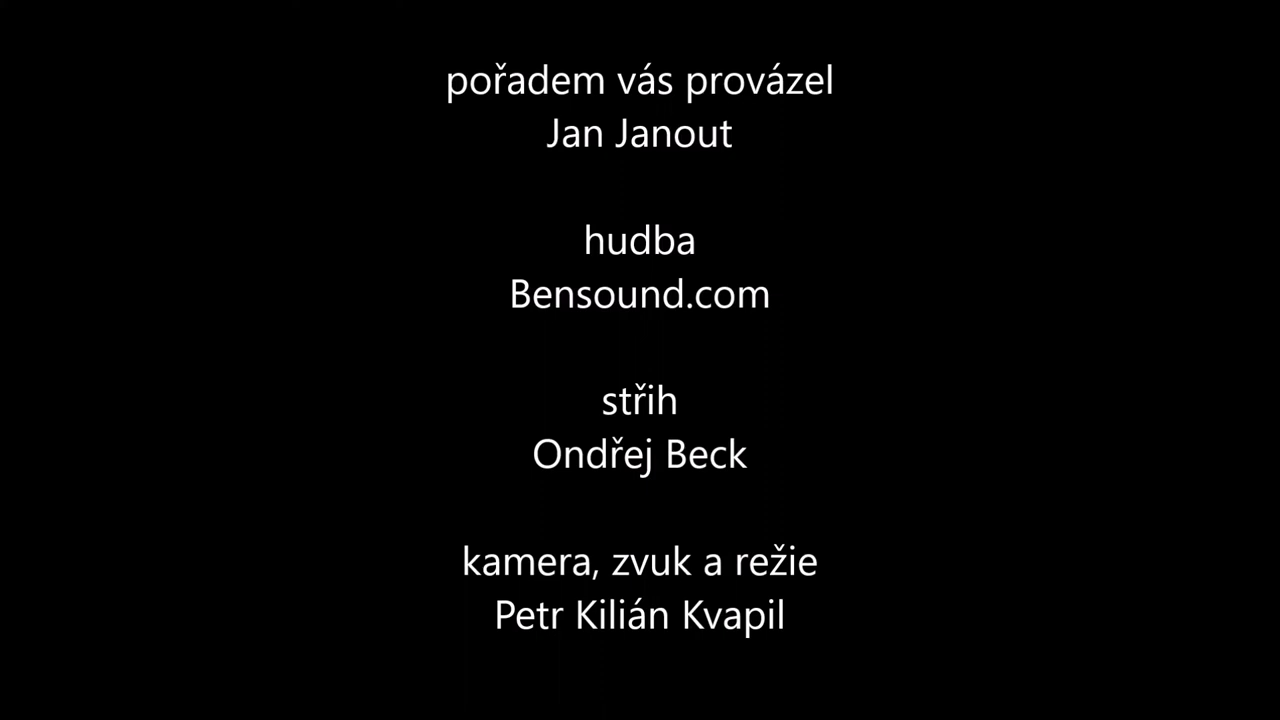 pořadem vás provázel
Jan Janout
hudba
Bensound.com
střih
Ondřej Beck
kamera, zvuk a režie
Petr Kilián Kvapil